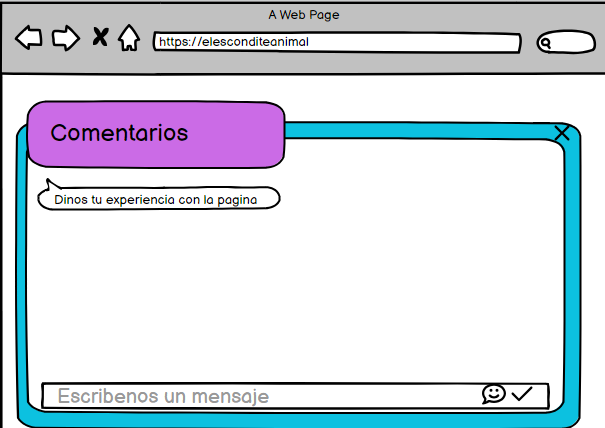 A Web Page
https://elesconditeanimal
Comentarios
Dinos tu experiencia con la pagina
Escribenos un mensaje